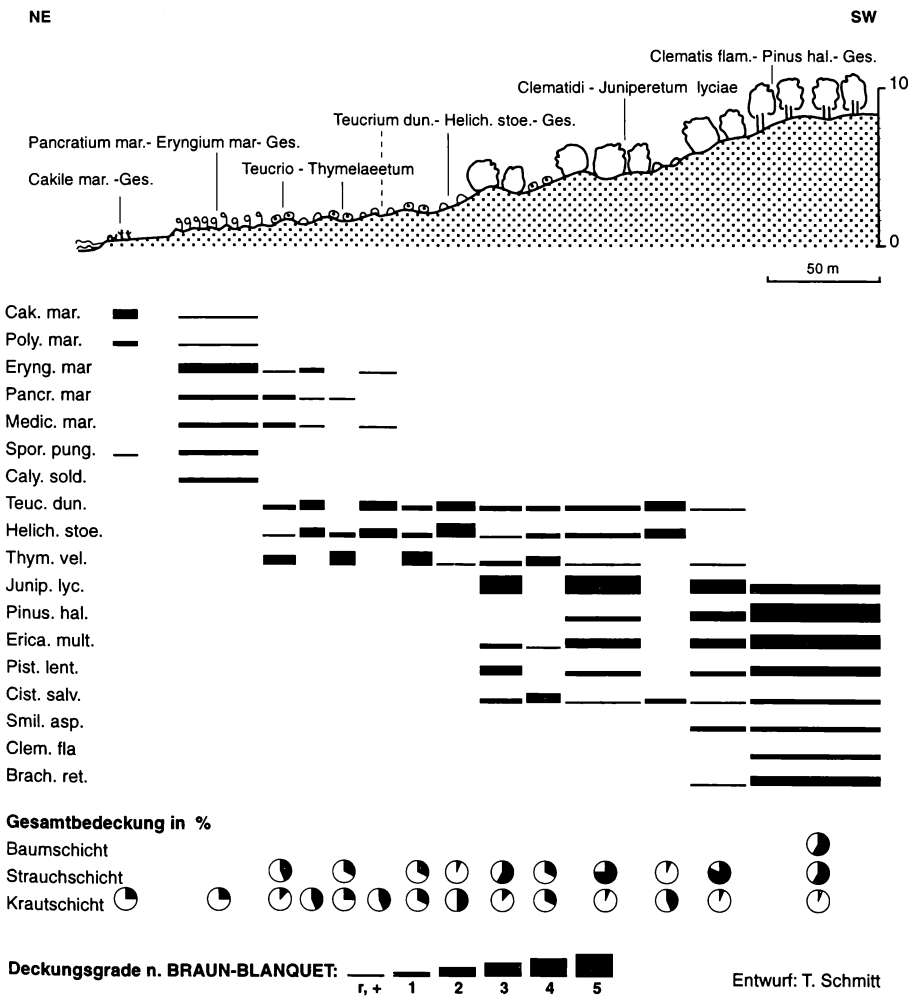 NE SW
Clematis flam.- Pinus hal.- Ges.
Clematidi - Juniperetum lyciae
10
Teucrium dun.- Helich. stoe.- Ges.
Pancratium mar.- Eryngium mar- Ges.
Teucrio - Thymelaeetum
Cakile mar. -Ges.
0
50 m
Cak. mar.
Poly. mar.
Eryng. mar
Pancr. mar
Medic. mar.
Spor. pung.
Caly. sold.
Teuc. dun.
Helich. stoe.
Thym. vel.
Junip. lyc.
Pinus. hal.
Erica. mult.
Pist. lent.
Cist. salv.
Smil. asp.
Clem. fla
Brach. ret.
Gesamtbedeckung in %
Baumschicht
Strauchschicht
Krautschicht
Deckungsgrade n. BRAUN-BLANQUET:
r, + 1 2 3 4 5
Entwurf: T. Schmitt